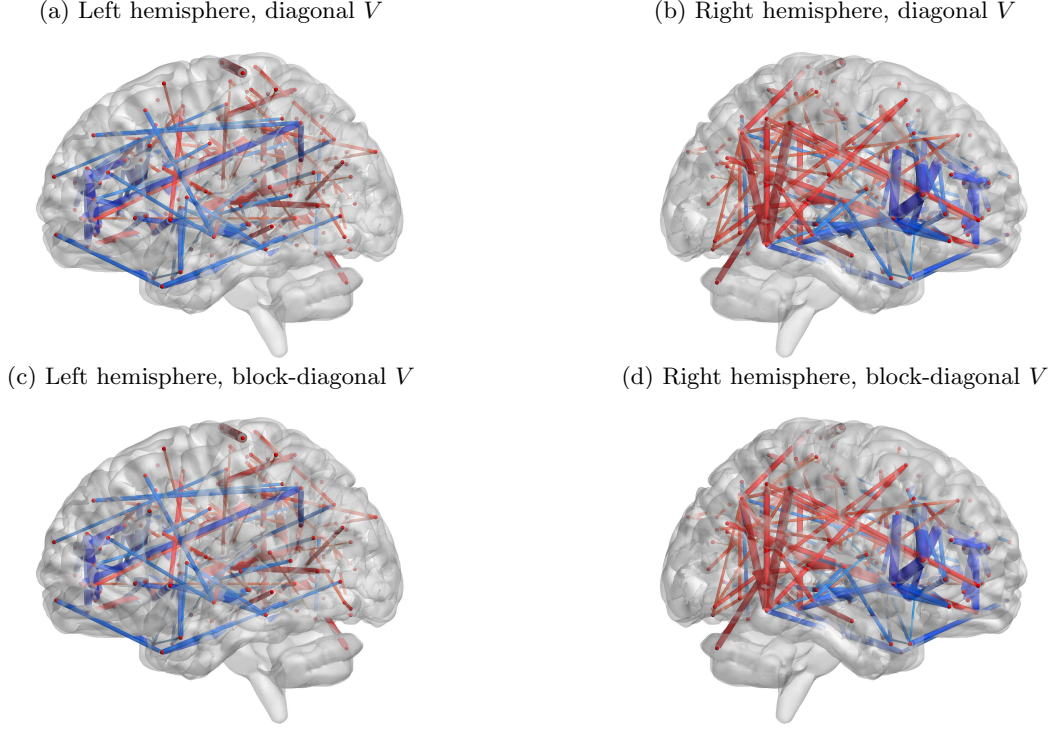 (a) Left hemisphere, diagonal V
(b) Right hemisphere, diagonal V
(c) Left hemisphere, block-diagonal V
(d) Right hemisphere, block-diagonal V